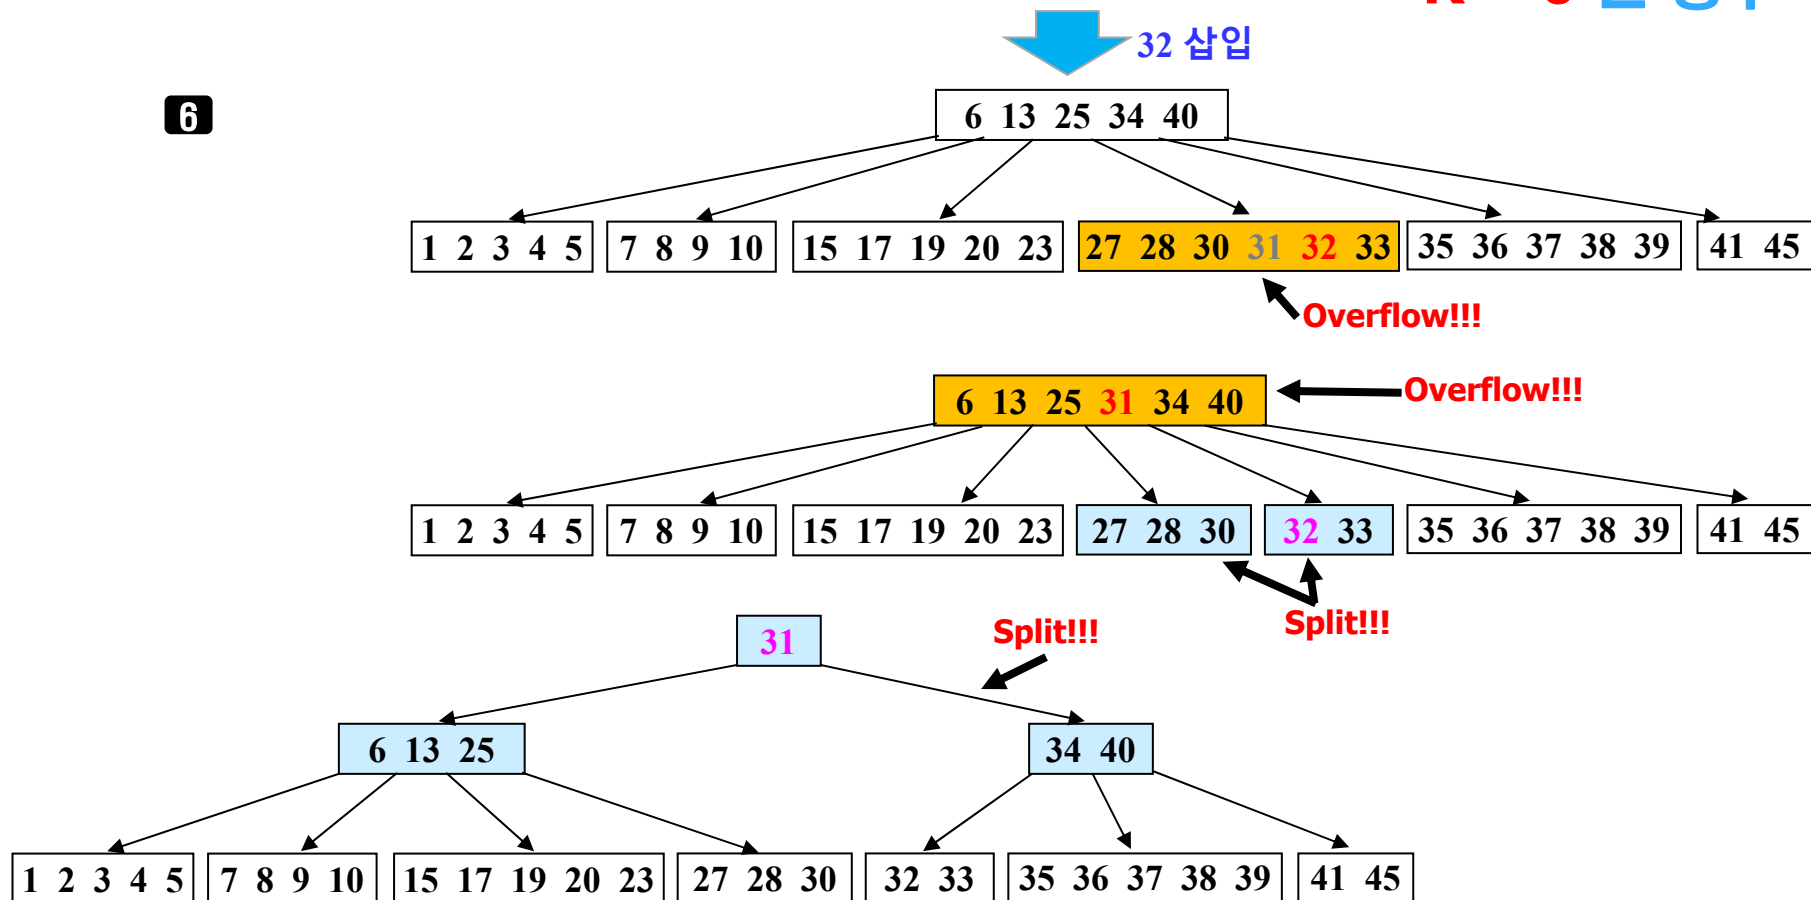 32 삽입
6
6 13 25 34 40
1 2 3 4 5 7 8 9 10 15 17 19 20 23 27 28 30 31 32 33 35 36 37 38 39 41 45
Overflow!!!
6 13 25 31 34 40 Overflow!!!
1 2 3 4 5 7 8 9 10 15 17 19 20 23 27 28 30 32 33 35 36 37 38 39 41 45
Split!!!
31 Split!!!
6 13 25 34 40
1 2 3 4 5 7 8 9 10 15 17 19 20 23 27 28 30 32 33 35 36 37 38 39 41 45